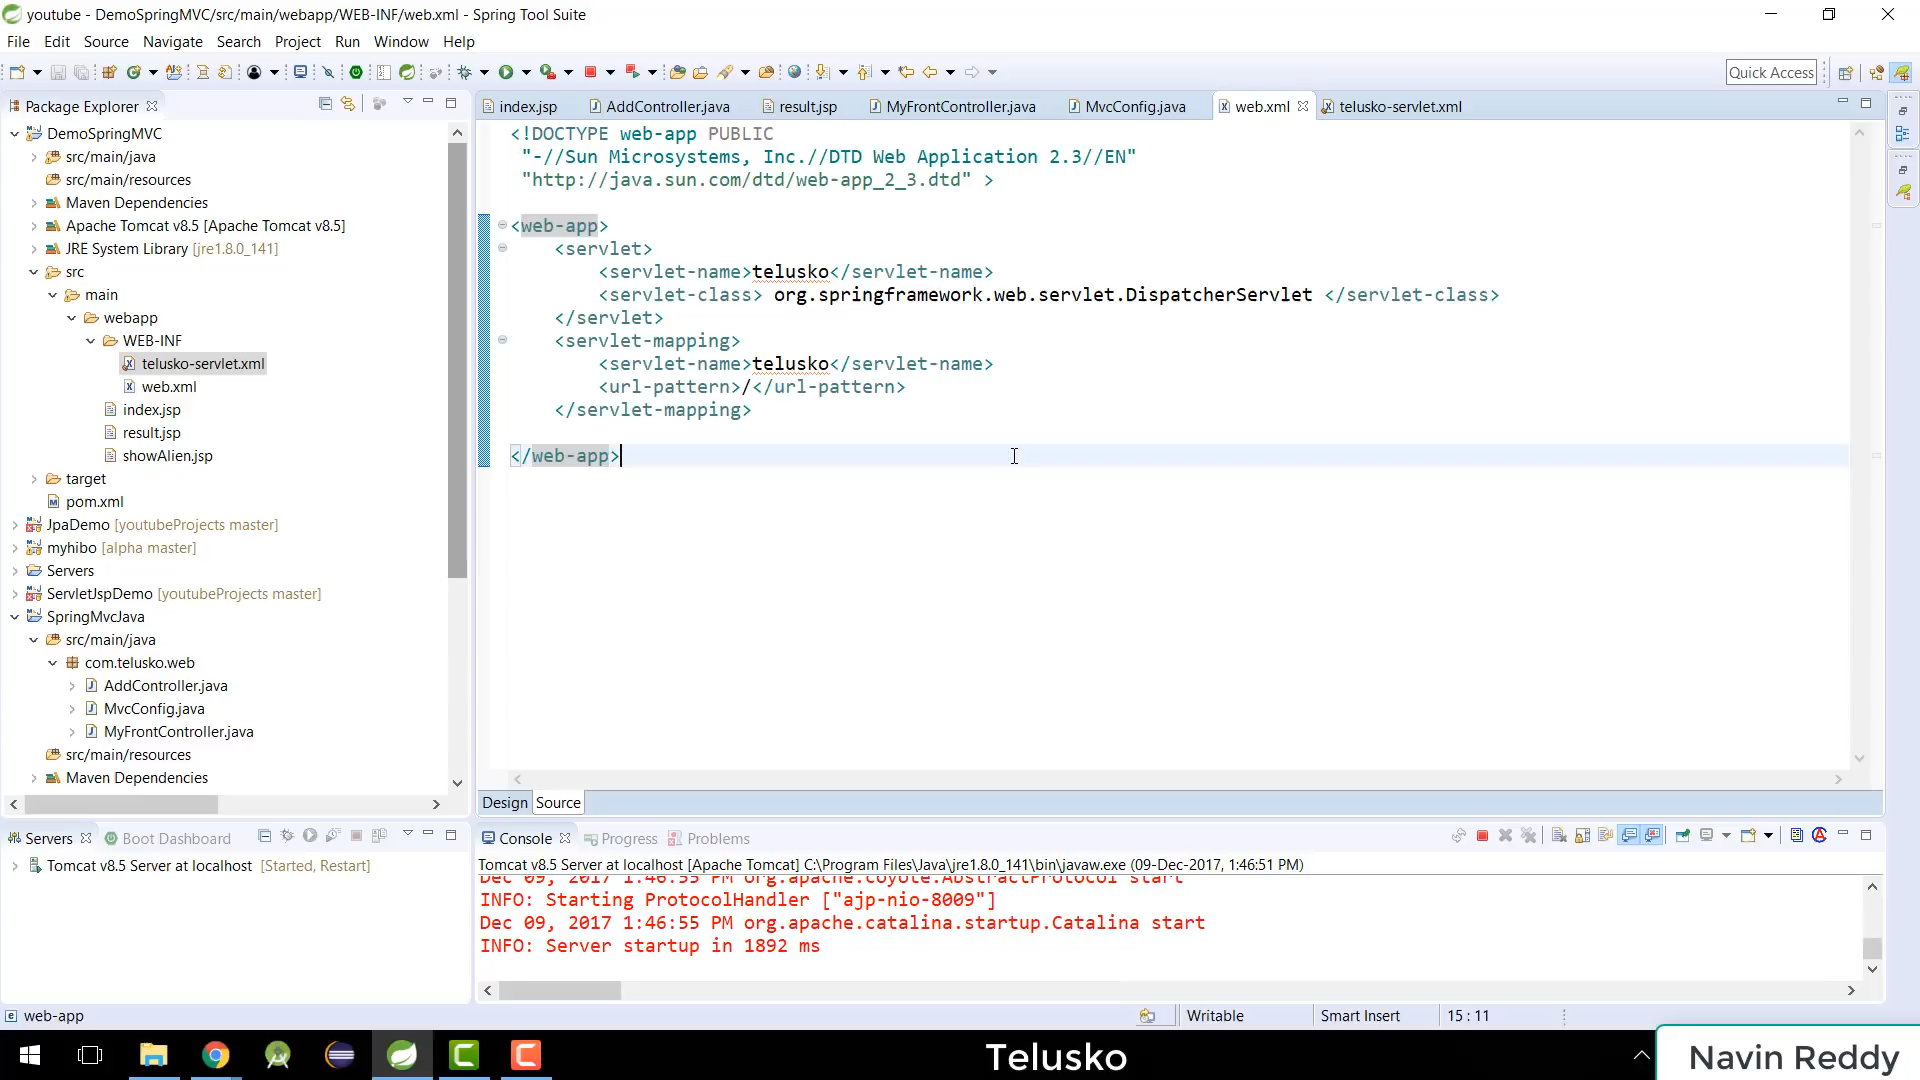 youtube - DemoSpringMVC/src/main/webapp/WEB-INF/web.xml - Spring Tool Suite
File Edit Source Navigate Search Project Run Window Help
Quick Access
Package Explorer
index.jsp AddController.java result.jsp MyFrontController.java MvcConfig.java web.xml telusko-servlet.xml
DemoSpringMVC
src/main/java
src/main/resources
Maven Dependencies
Apache Tomcat v8.5 [Apache Tomcat v8.5]
JRE System Library [jre1.8.0_141]
src
main
webapp
WEB-INF
telusko-servlet.xml
web.xml
index.jsp
result.jsp
showAlien.jsp
target
pom.xml
JpaDemo [youtubeProjects master]
myhibo [alpha master]
Servers
ServletJspDemo [youtubeProjects master]
SpringMvcJava
src/main/java
com.telusko.web
AddController.java
MvcConfig.java
MyFrontController.java
src/main/resources
Maven Dependencies
<!DOCTYPE web-app PUBLIC
"-//Sun Microsystems, Inc.//DTD Web Application 2.3//EN"
"http://java.sun.com/dtd/web-app_2_3.dtd" >
<web-app>
<servlet>
<servlet-name>telusko</servlet-name>
<servlet-class> org.springframework.web.servlet.DispatcherServlet </servlet-class>
</servlet>
<servlet-mapping>
<servlet-name>telusko</servlet-name>
<url-pattern>/</url-pattern>
</servlet-mapping>
</web-app>
Design Source
Servers Boot Dashboard
Tomcat v8.5 Server at localhost [Started, Restart]
Console Progress Problems
Tomcat v8.5 Server at localhost [Apache Tomcat] C:\Program Files\Java\jre1.8.0_141\bin\javaw.exe (09-Dec-2017, 1:46:51 PM)
Dec 09, 2017 1:46:55 PM org.apache.coyote.AbstractProtocol start
INFO: Starting ProtocolHandler ["ajp-nio-8009"]
Dec 09, 2017 1:46:55 PM org.apache.catalina.startup.Catalina start
INFO: Server startup in 1892 ms
web-app Writable Smart Insert 15 : 11
Telusko
Navin Reddy